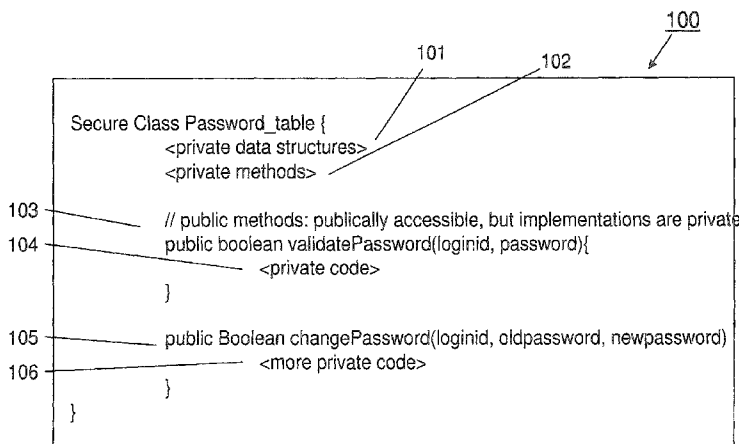 100
101
102
Secure Class Password_table {
<private data structures>
<private methods>
103
// public methods: publically accessible, but implementations are private
104
public boolean validatePassword(loginid, password){
<private code>
}
105
public Boolean changePassword(loginid, oldpassword, newpassword)
106
<more private code>
}
}